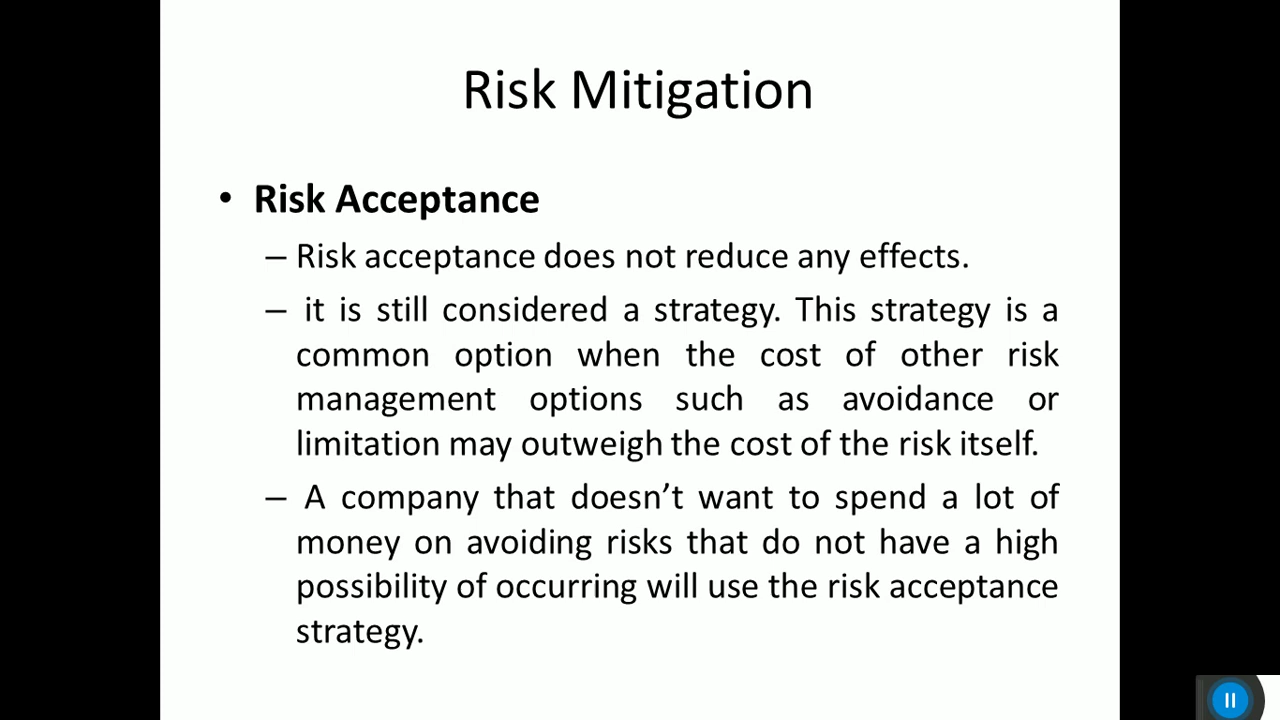 Risk Mitigation
• Risk Acceptance
– Risk acceptance does not reduce any effects.
– it is still considered a strategy. This strategy is a
common option when the cost of other risk
management options such as avoidance or
limitation may outweigh the cost of the risk itself.
– A company that doesn’t want to spend a lot of
money on avoiding risks that do not have a high
possibility of occurring will use the risk acceptance
strategy.